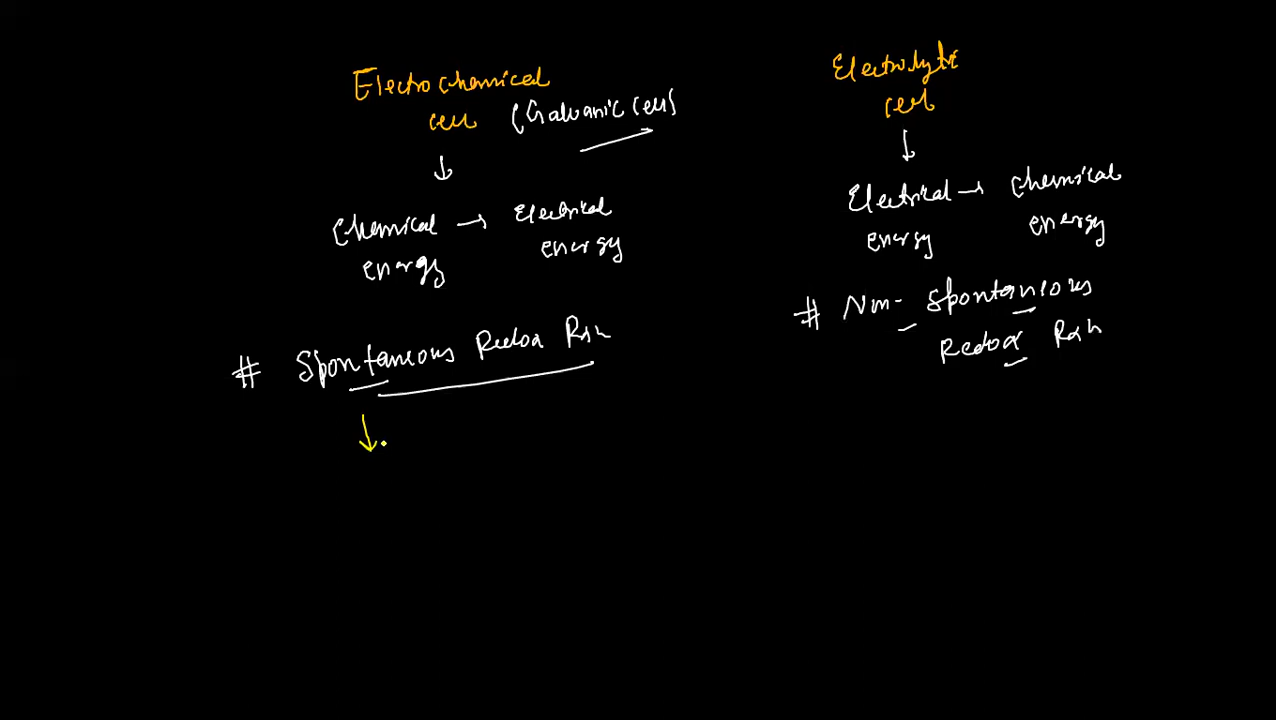 Electrochemical
cell (Galvanic cell)
↓
Chemical → Electrical
energy energy
# Spontaneous Redox Rxn
↓
Electrolytic
cell
↓
Electrical → Chemical
energy energy
# Non- Spontaneous
Redox Rxn